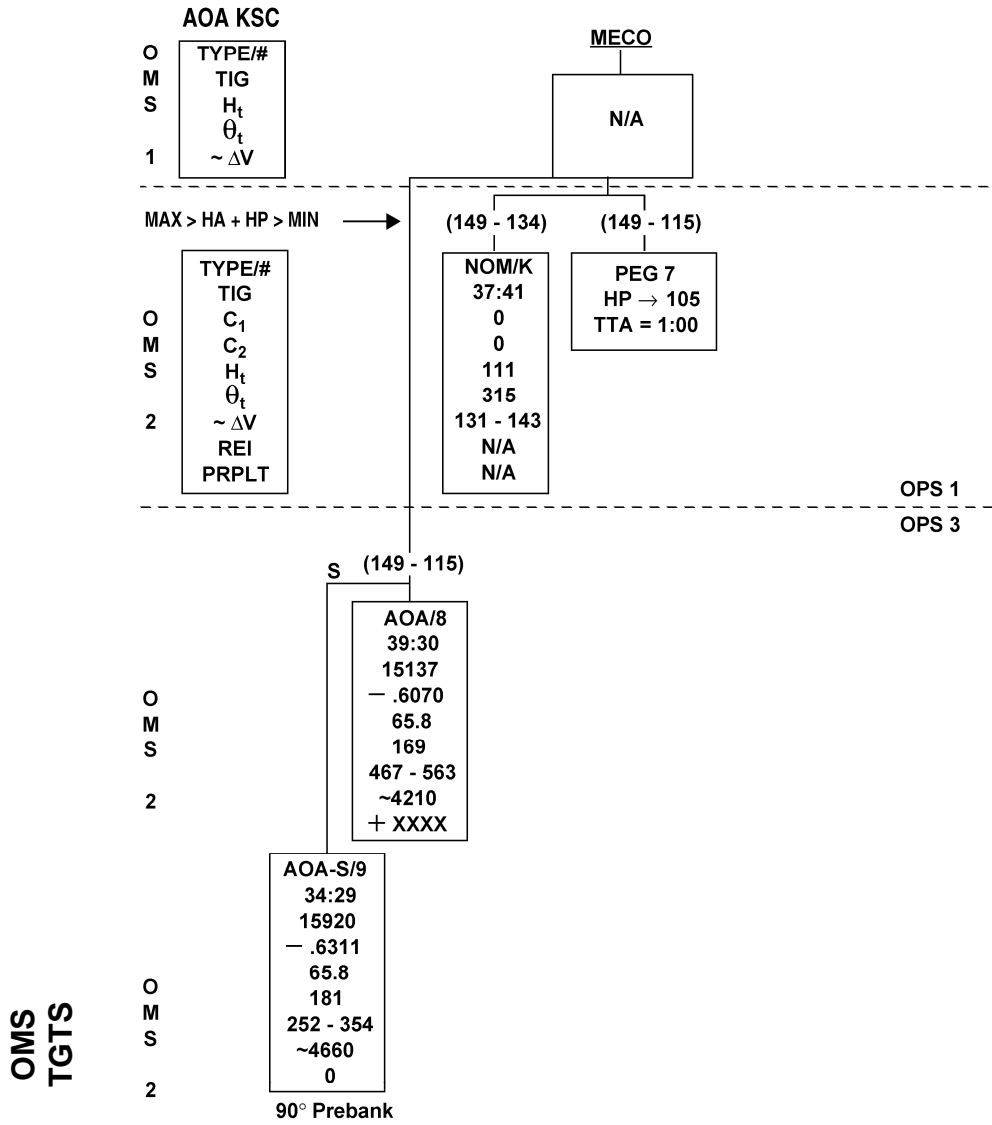 AOA KSC
O
M
S
1
TYPE/#
TIG
Ht
θt
~ ΔV
MECO
N/A
MAX > HA + HP > MIN
(149 - 134)
(149 - 115)
O
M
S
2
TYPE/#
TIG
C1
C2
Ht
θt
~ ΔV
REI
PRPLT
NOM/K
37:41
0
0
111
315
131 - 143
N/A
N/A
PEG 7
HP → 105
TTA = 1:00
OPS 1
OPS 3
S
(149 - 115)
O
M
S
2
AOA/8
39:30
15137
− .6070
65.8
169
467 - 563
~4210
+ XXXX
O
M
S
2
AOA-S/9
34:29
15920
− .6311
65.8
181
252 - 354
~4660
0
90° Prebank
OMS
TGTS